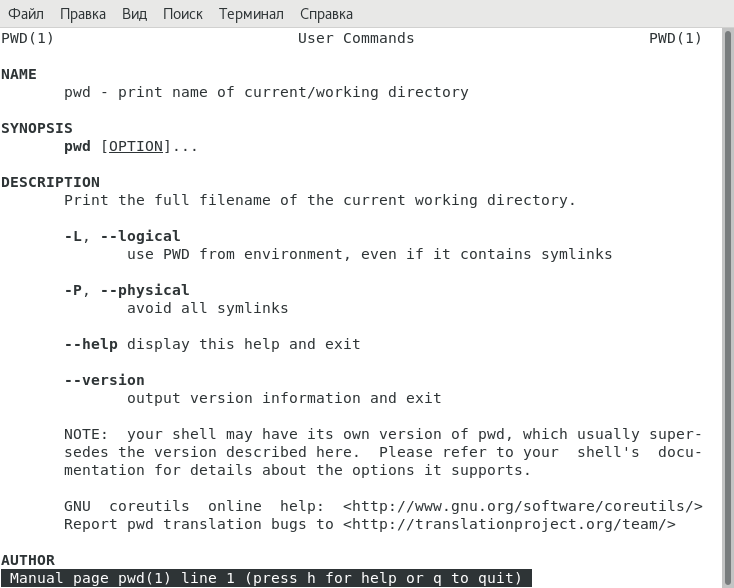 Файл Правка Вид Поиск Терминал Справка
PWD(1) User Commands PWD(1)
NAME
pwd - print name of current/working directory
SYNOPSIS
pwd [OPTION]...
DESCRIPTION
Print the full filename of the current working directory.
-L, --logical
use PWD from environment, even if it contains symlinks
-P, --physical
avoid all symlinks
--help display this help and exit
--version
output version information and exit
NOTE: your shell may have its own version of pwd, which usually super-
sedes the version described here. Please refer to your shell's docu-
mentation for details about the options it supports.
GNU coreutils online help: <http://www.gnu.org/software/coreutils/>
Report pwd translation bugs to <http://translationproject.org/team/>
AUTHOR
Manual page pwd(1) line 1 (press h for help or q to quit)